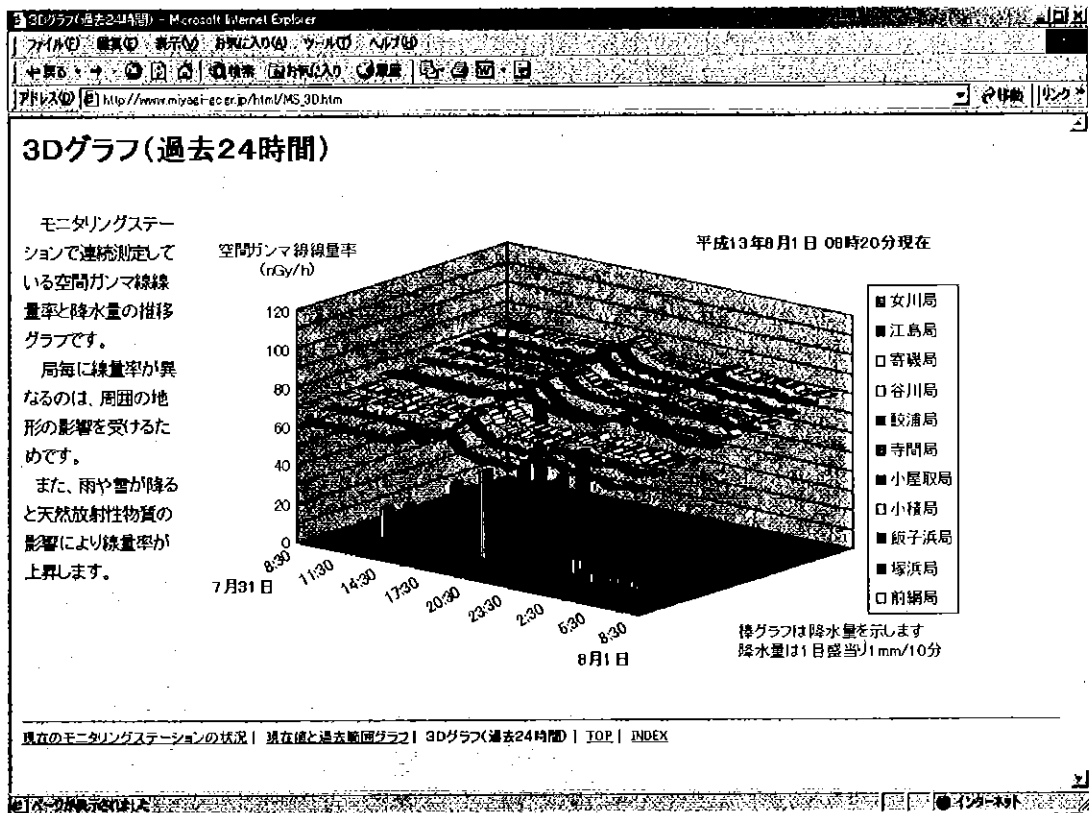 3Dグラフ(過去24時間) - Microsoft Internet Explorer
ファイル(F) 編集(E) 表示(V) お気に入り(A) ツール(T) ヘルプ(H)
戻る 検索 お気に入り 履歴
アドレス(D) http://www.miyagi-gc.gr.jp/html/MS_3D.htm 移動 リンク
3Dグラフ(過去24時間)
モニタリングステー
ションで連続測定して
いる空間ガンマ線線
量率と降水量の推移
グラフです。
局毎に線量率が異
なるのは、周囲の地
形の影響を受けるた
めです。
また、雨や雪が降る
と天然放射性物質の
影響により線量率が
上昇します。
空間ガンマ線線量率
(nGy/h)
平成13年8月1日 08時20分現在
120
100
80
60
40
20
0
8:30
11:30
14:30
17:30
20:30
23:30
2:30
5:30
8:30
7月31日
8月1日
女川局
江島局
寄磯局
谷川局
鮫浦局
寺間局
小屋取局
小積局
飯子浜局
塚浜局
前網局
棒グラフは降水量を示します
降水量は1目盛当り1mm/10分
現在のモニタリングステーションの状況 | 現在値と過去範囲グラフ | 3Dグラフ(過去24時間) | TOP | INDEX
ページが表示されました インターネット